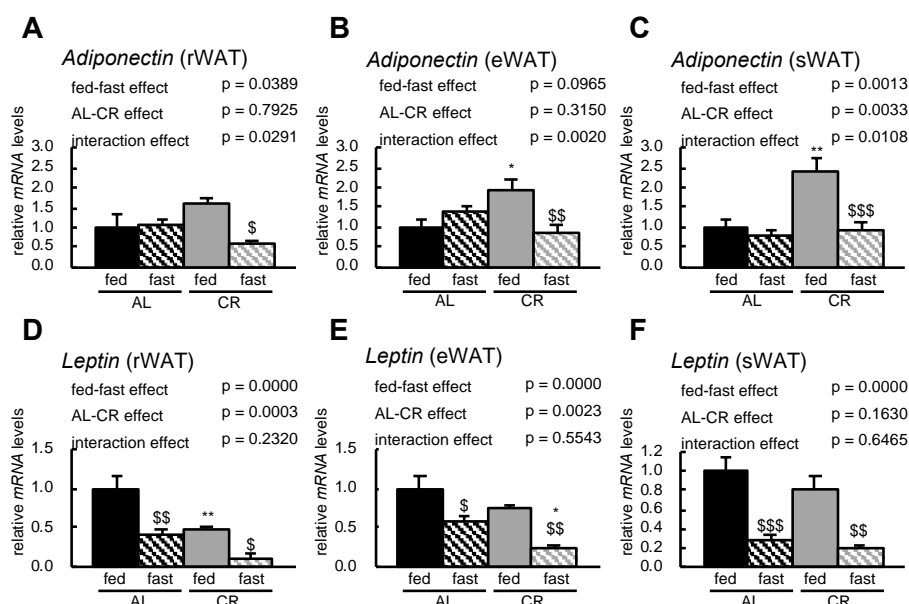 A
Adiponectin (rWAT)
fed-fast effect p = 0.0389
AL-CR effect p = 0.7925
interaction effect p = 0.0291
relative mRNA levels
3.0
2.5
2.0
1.5
1.0
0.5
0.0
$
fed fast fed fast
AL CR
B
Adiponectin (eWAT)
fed-fast effect p = 0.0965
AL-CR effect p = 0.3150
interaction effect p = 0.0020
relative mRNA levels
3.0
2.5
2.0
1.5
1.0
0.5
0.0
*
$$
fed fast fed fast
AL CR
C
Adiponectin (sWAT)
fed-fast effect p = 0.0013
AL-CR effect p = 0.0033
interaction effect p = 0.0108
relative mRNA levels
3.0
2.5
2.0
1.5
1.0
0.5
0.0
**
$$$
fed fast fed fast
AL CR
D
Leptin (rWAT)
fed-fast effect p = 0.0000
AL-CR effect p = 0.0003
interaction effect p = 0.2320
relative mRNA levels
1.5
1.0
0.5
0.0
$$ ** $
fed fast fed fast
AL CR
E
Leptin (eWAT)
fed-fast effect p = 0.0000
AL-CR effect p = 0.0023
interaction effect p = 0.5543
relative mRNA levels
1.5
1.0
0.5
0.0
$ *
$$
fed fast fed fast
AL CR
F
Leptin (sWAT)
fed-fast effect p = 0.0000
AL-CR effect p = 0.1630
interaction effect p = 0.6465
relative mRNA levels
1.2
1.0
0.8
0.6
0.4
0.2
0.0
$$$ $$
fed fast fed fast
AL CR